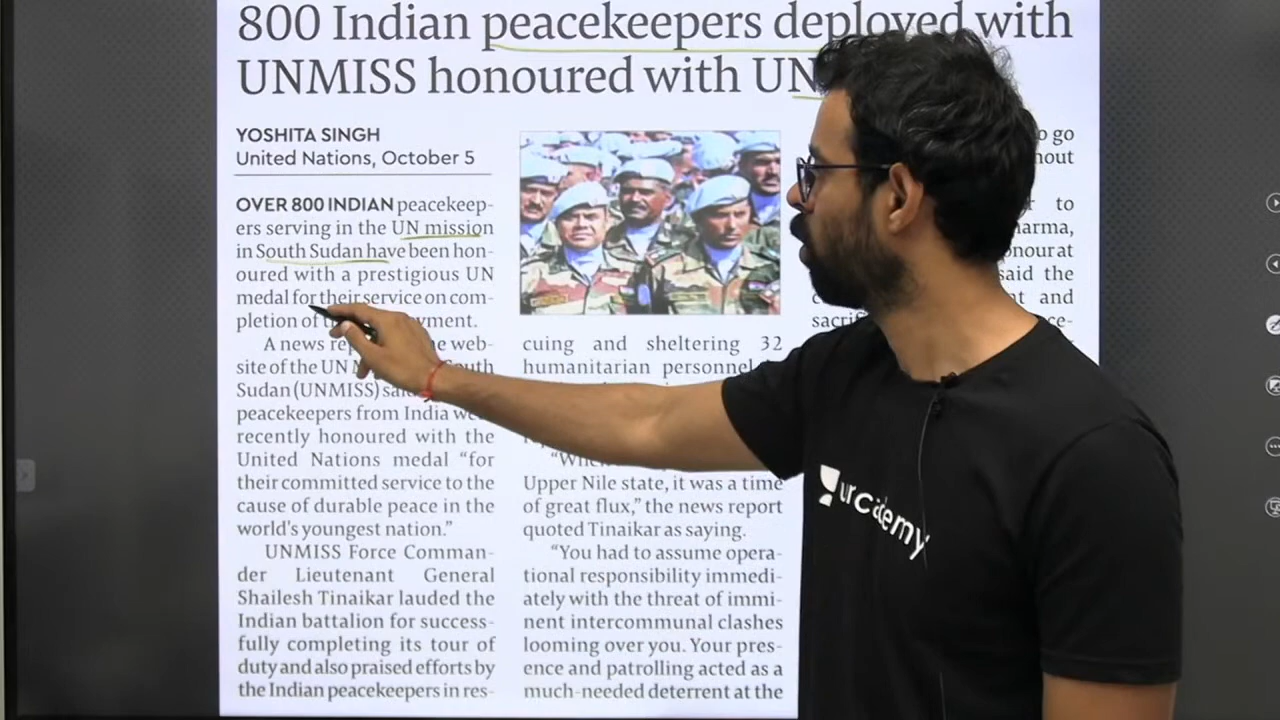 800 Indian peacekeepers deployed with
UNMISS honoured with UN
YOSHITA SINGH
United Nations, October 5
OVER 800 INDIAN peacekeep-
ers serving in the UN mission
in South Sudan have been hon-
oured with a prestigious UN
medal for their service on com-
pletion of
A news
web-
site of the UN
South
Sudan (UNMISS)
peacekeepers from India
recently honoured with the
United Nations medal “for
their committed service to the
cause of durable peace in the
world's youngest nation.”
UNMISS Force Comman-
der Lieutenant General
Shailesh Tinaikar lauded the
Indian battalion for success-
fully completing its tour of
duty and also praised efforts by
the Indian peacekeepers in res-
cuing and sheltering 32
humanitarian personnel
Upper Nile state, it was a time
of great flux,” the news report
quoted Tinaikar as saying.
“You had to assume opera-
tional responsibility immedi-
ately with the threat of immi-
nent intercommunal clashes
looming over you. Your pres-
ence and patrolling acted as a
much-needed deterrent at the
go
to
said the
and
urcademy